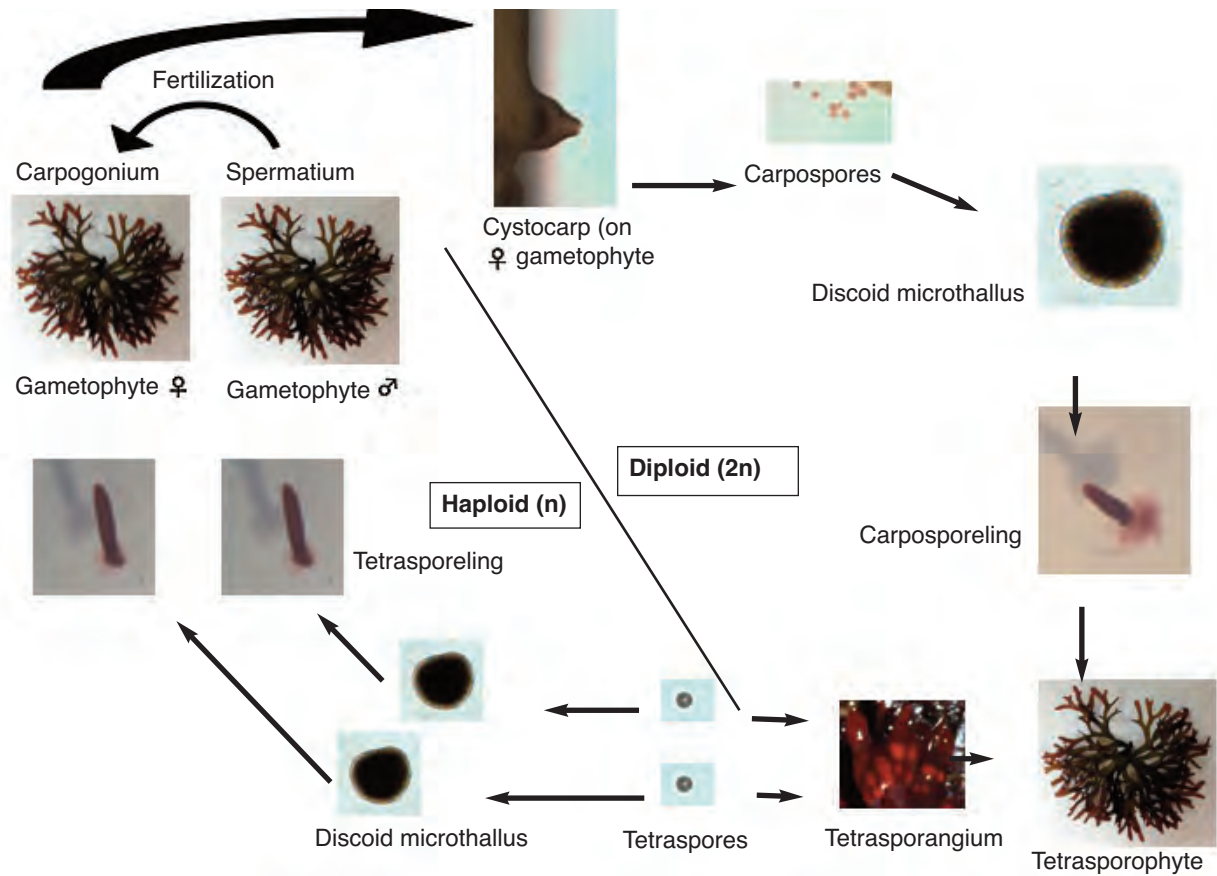 Fertilization
Carpogonium
Spermatium
Gametophyte ♀
Gametophyte ♂
Cystocarp (on
♀ gametophyte
Carpospores
Discoid microthallus
Diploid (2n)
Haploid (n)
Carposporeling
Tetrasporeling
Discoid microthallus
Tetraspores
Tetrasporangium
Tetrasporophyte